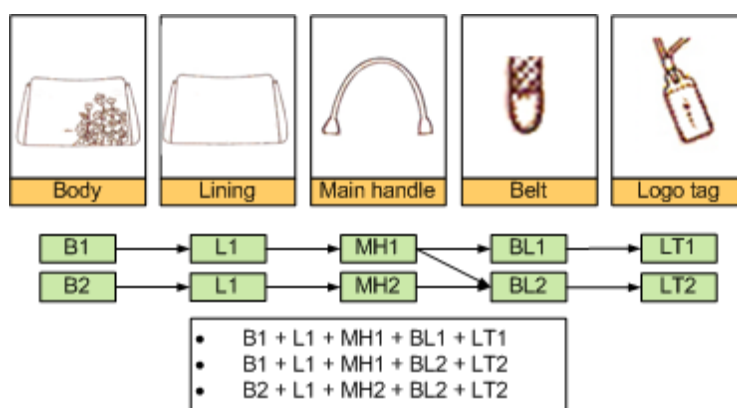 Body Lining Main handle Belt Logo tag
B1 L1 MH1 BL1 LT1
B2 L1 MH2 BL2 LT2
• B1 + L1 + MH1 + BL1 + LT1
• B1 + L1 + MH1 + BL2 + LT2
• B2 + L1 + MH2 + BL2 + LT2